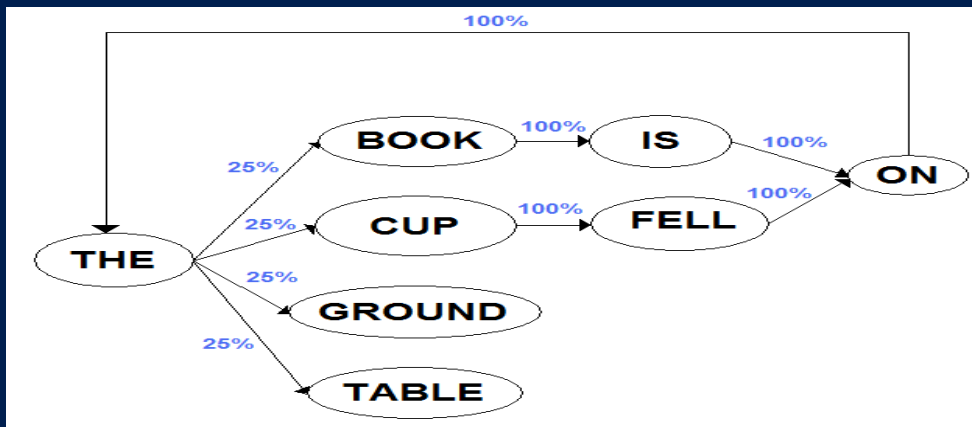 100%
BOOK
100%
IS
100%
25%
ON
25%
CUP
100%
FELL
100%
THE
25%
GROUND
25%
TABLE